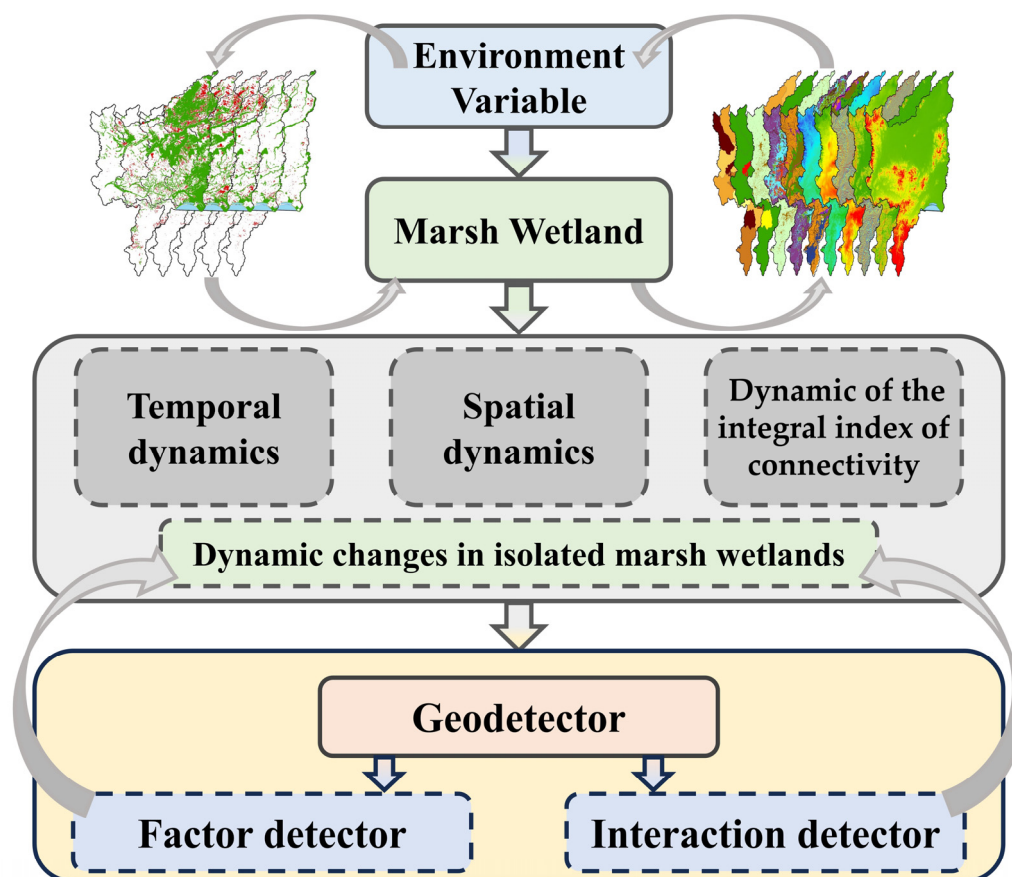 Environment
Variable
Marsh Wetland
Temporal
dynamics
Spatial
dynamics
Dynamic of the
integral index of
connectivity
Dynamic changes in isolated marsh wetlands
Geodetector
Factor detector
Interaction detector